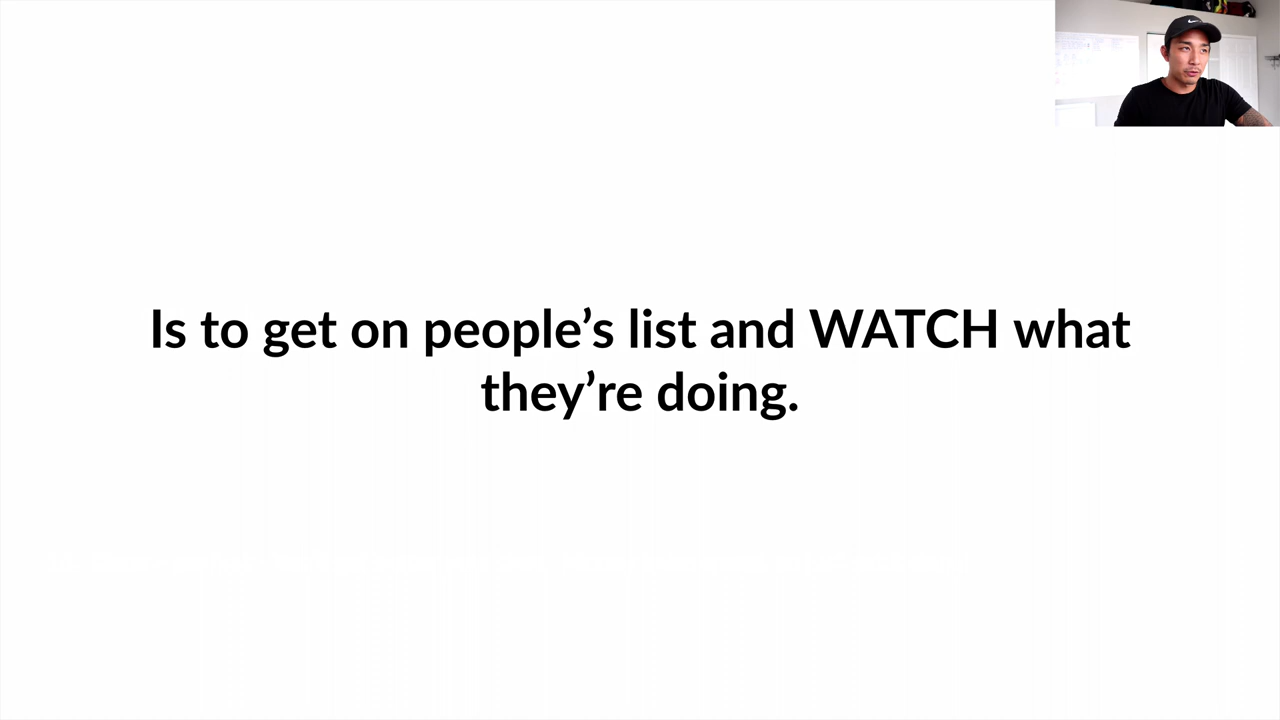 Is to get on people’s list and WATCH what
they’re doing.